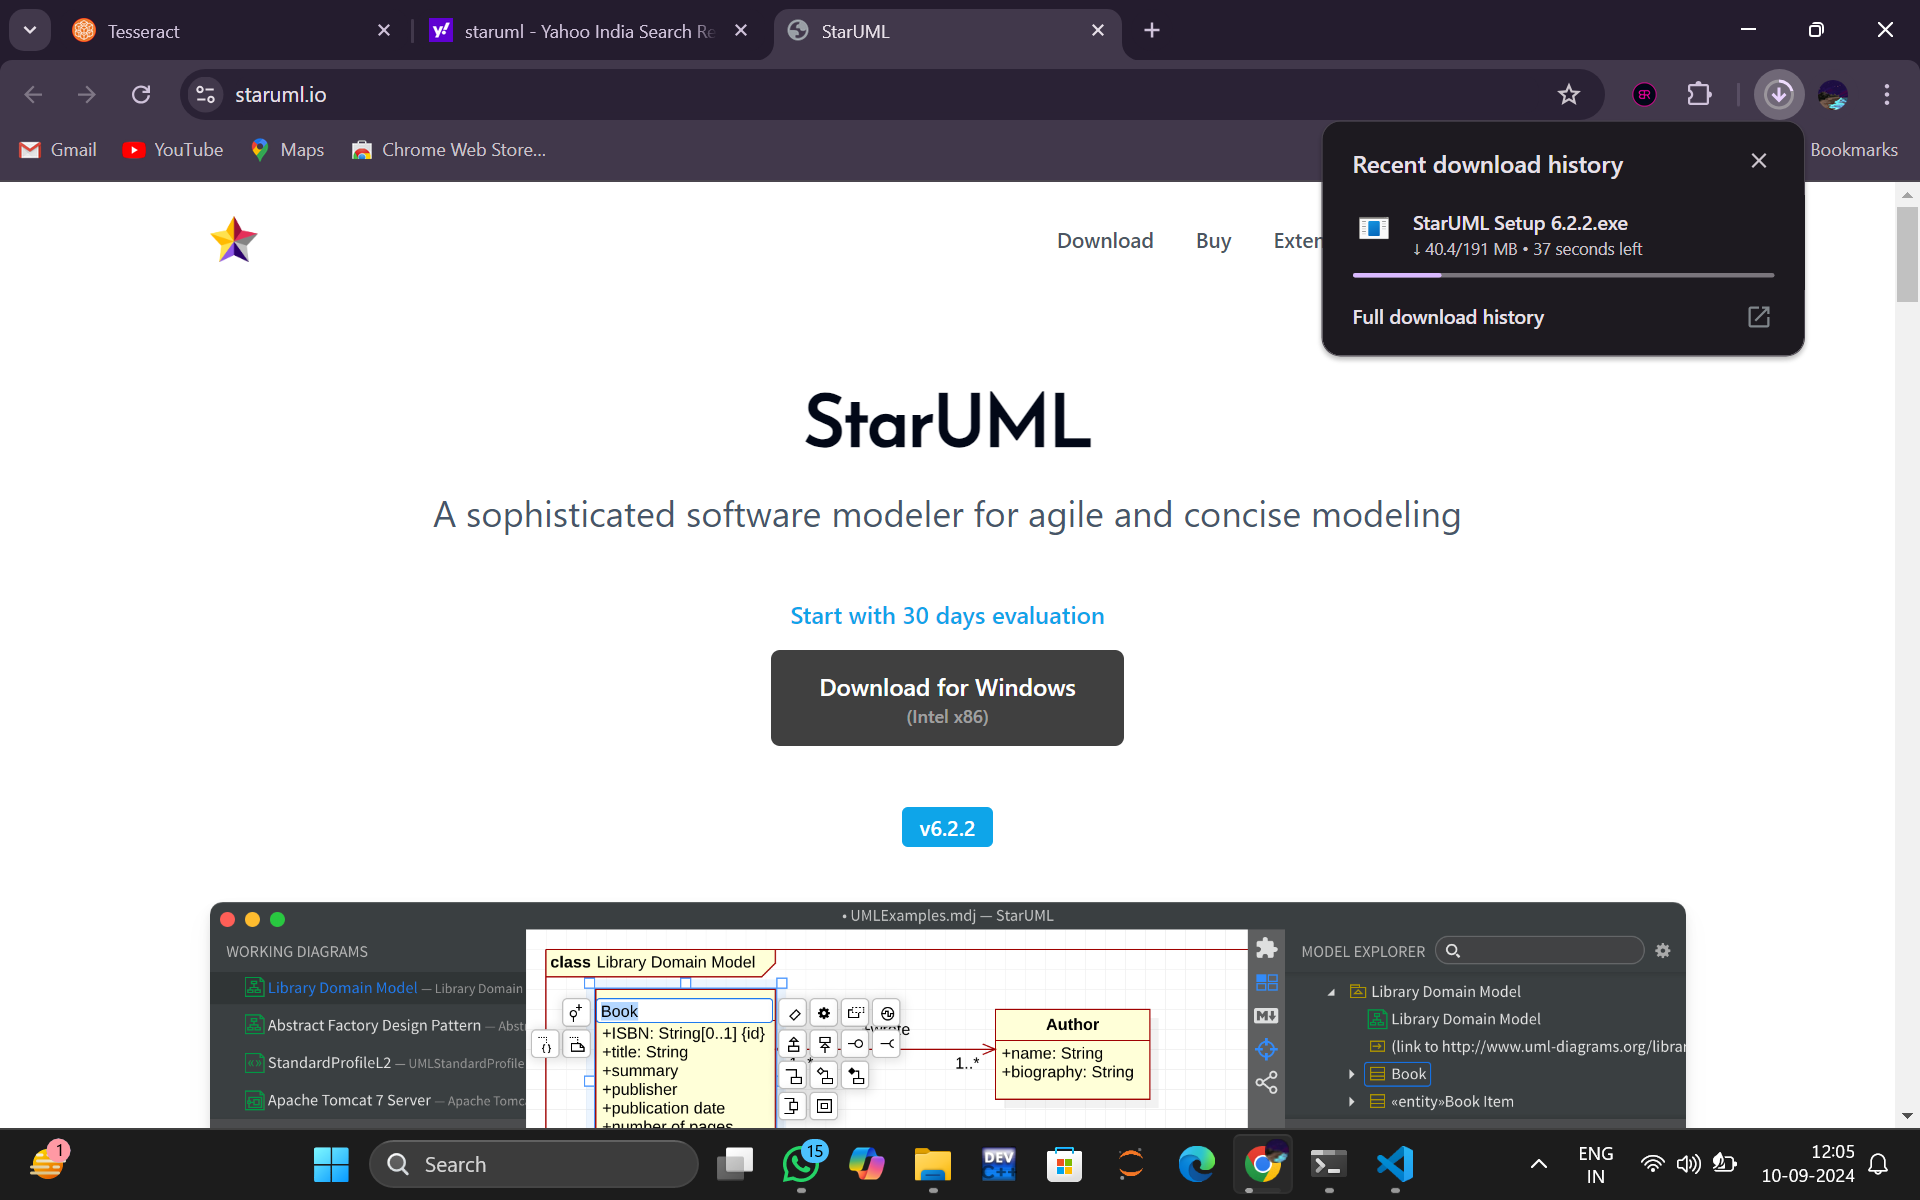 Tesseract
staruml - Yahoo India Search Re
StarUML
staruml.io
Gmail
YouTube
Maps
Chrome Web Store...
Bookmarks
Recent download history
StarUML Setup 6.2.2.exe
↓ 40.4/191 MB • 37 seconds left
Full download history
Download
Buy
Exten
StarUML
A sophisticated software modeler for agile and concise modeling
Start with 30 days evaluation
Download for Windows
(Intel x86)
v6.2.2
• UMLExamples.mdj — StarUML
WORKING DIAGRAMS
Library Domain Model — Library Domain
Abstract Factory Design Pattern — Abst
StandardProfileL2 — UMLStandardProfile
Apache Tomcat 7 Server — Apache Tomc
class Library Domain Model
Book
+ISBN: String[0..1] {id}
+title: String
+summary
+publisher
+publication date
+number of pages
+wrote
1..*
Author
+name: String
+biography: String
MODEL EXPLORER
Library Domain Model
Library Domain Model
(link to http://www.uml-diagrams.org/librar
Book
«entity»Book Item
1
Search
15
DEV
C++
ENG
IN
12:05
10-09-2024